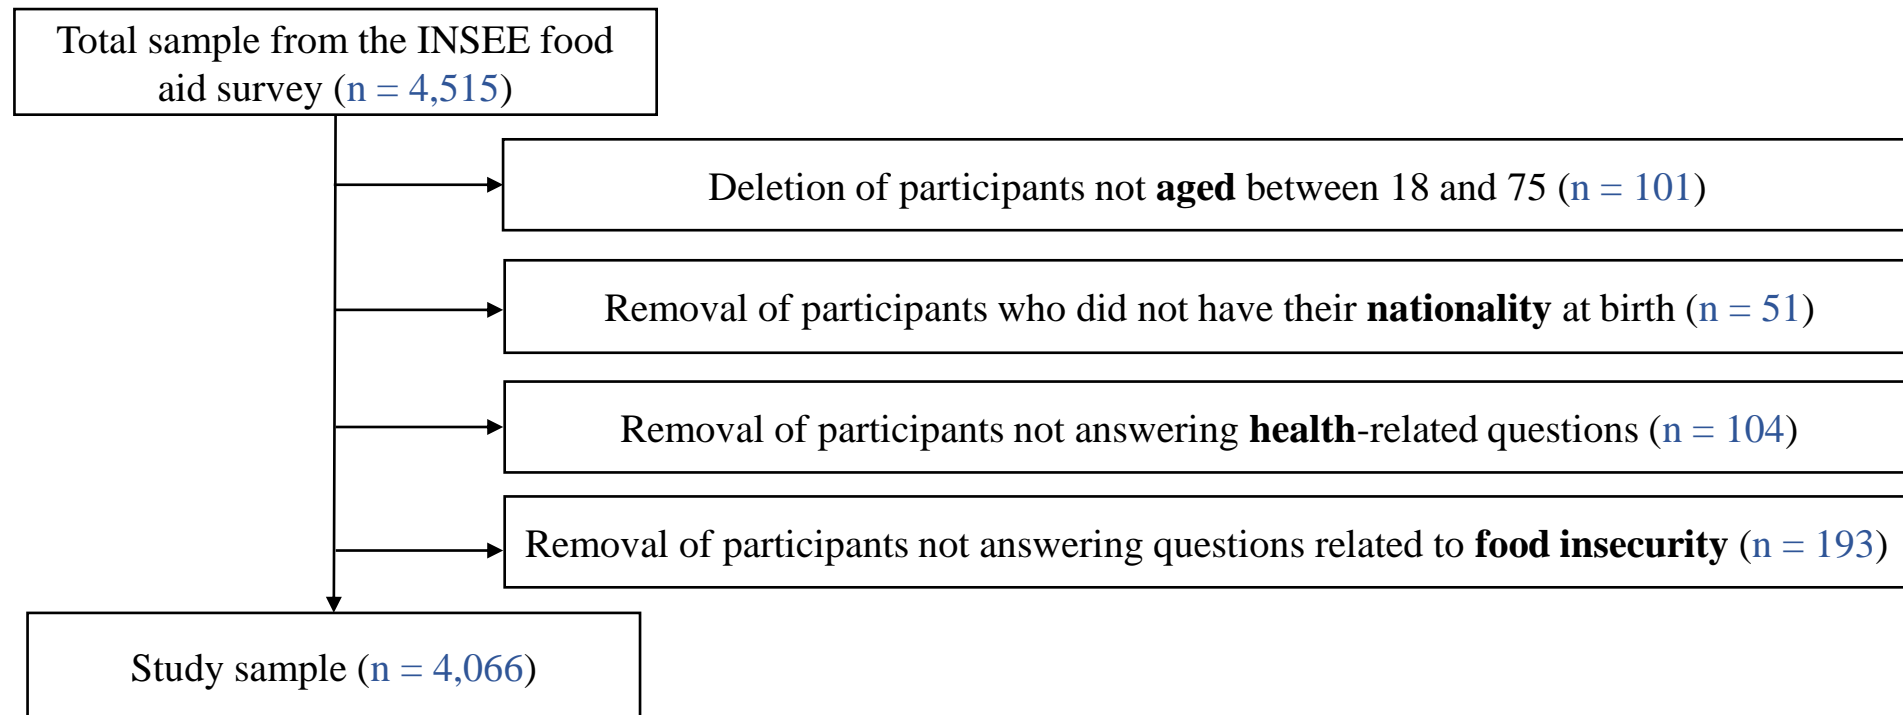 Total sample from the INSEE food
aid survey (n = 4,515)
Deletion of participants not aged between 18 and 75 (n = 101)
Removal of participants who did not have their nationality at birth (n = 51)
Removal of participants not answering health-related questions (n = 104)
Removal of participants not answering questions related to food insecurity (n = 193)
Study sample (n = 4,066)